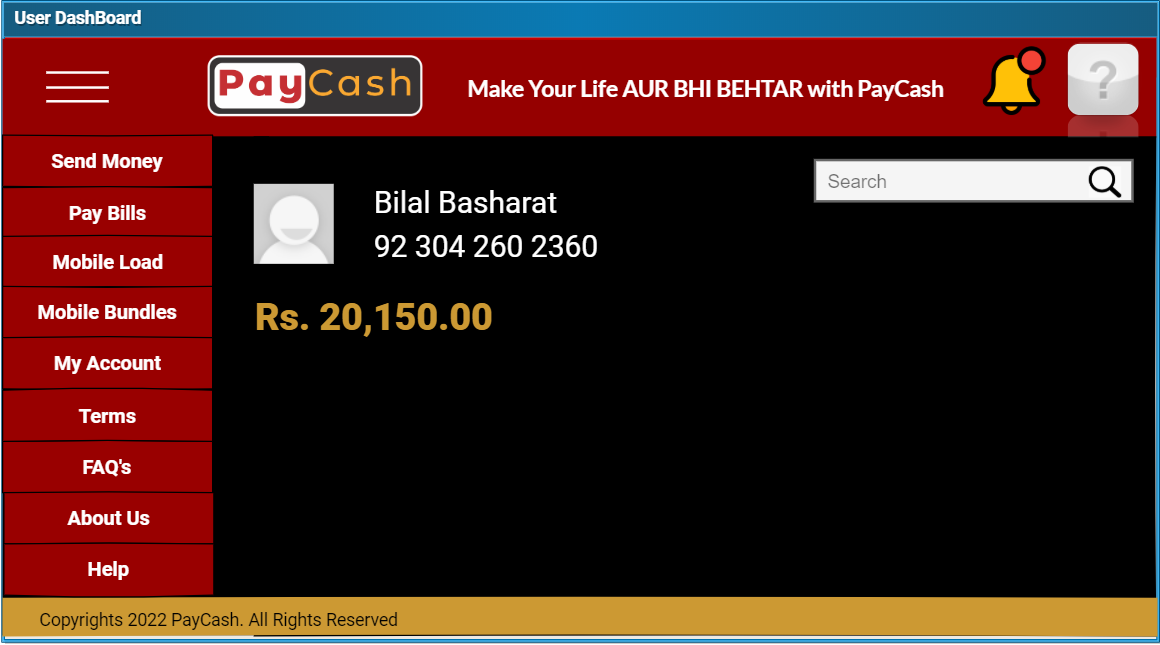 User DashBoard
PayCash
Make Your Life AUR BHI BEHTAR with PayCash
?
Send Money
Pay Bills
Mobile Load
Mobile Bundles
My Account
Terms
FAQ's
About Us
Help
Bilal Basharat
92 304 260 2360
Rs. 20,150.00
Search
Copyrights 2022 PayCash. All Rights Reserved